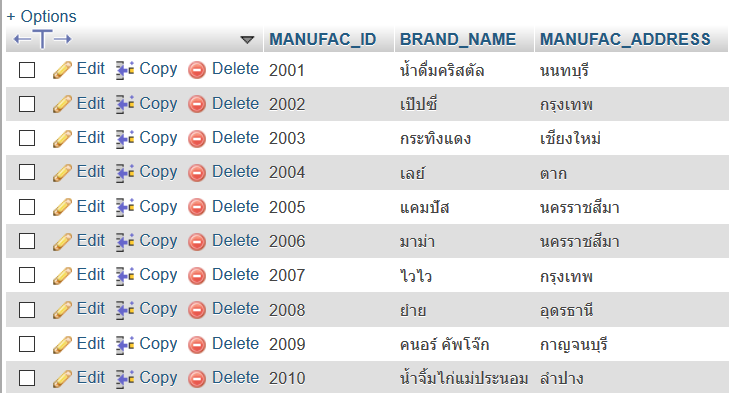 + Options
MANUFAC_ID BRAND_NAME MANUFAC_ADDRESS
Edit Copy Delete 2001 น้ำดื่มคริสตัล นนทบุรี
Edit Copy Delete 2002 เป๊ปซี่ กรุงเทพ
Edit Copy Delete 2003 กระทิงแดง เชียงใหม่
Edit Copy Delete 2004 เลย์ ตาก
Edit Copy Delete 2005 แคมปัส นครราชสีมา
Edit Copy Delete 2006 มาม่า นครราชสีมา
Edit Copy Delete 2007 ไวไว กรุงเทพ
Edit Copy Delete 2008 ยำยำ อุดรธานี
Edit Copy Delete 2009 คนอร์ คัพโจ๊ก กาญจนบุรี
Edit Copy Delete 2010 น้ำจิ้มไก่แม่ประนอม ลำปาง